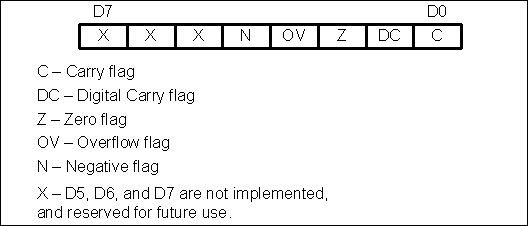 D7 D0
X X X N OV Z DC C
C – Carry flag
DC – Digital Carry flag
Z – Zero flag
OV – Overflow flag
N – Negative flag
X – D5, D6, and D7 are not implemented,
and reserved for future use.